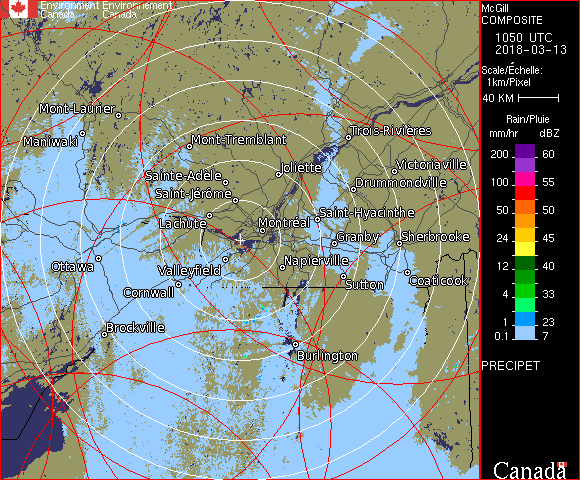 Environment Environnement
Canada Canada
McGill
COMPOSITE
1050 UTC
2018-03-13
Scale/Échelle:
1km/Pixel
40 KM
Rain/Pluie
mm/hr dBZ
200 60
100 55
50 50
24 45
12 40
4 33
1 23
0.1 7
PRECIPET
Canada
Mont-Laurier
Maniwaki
Mont-Tremblant
Trois-Rivières
Sainte-Adèle
Joliette
Victoriaville
Saint-Jérôme
Drummondville
Lachute
Montréal
Saint-Hyacinthe
Granby
Sherbrooke
Ottawa
Valleyfield
Napierville
Cornwall
Sutton
Coaticook
Brockville
Burlington